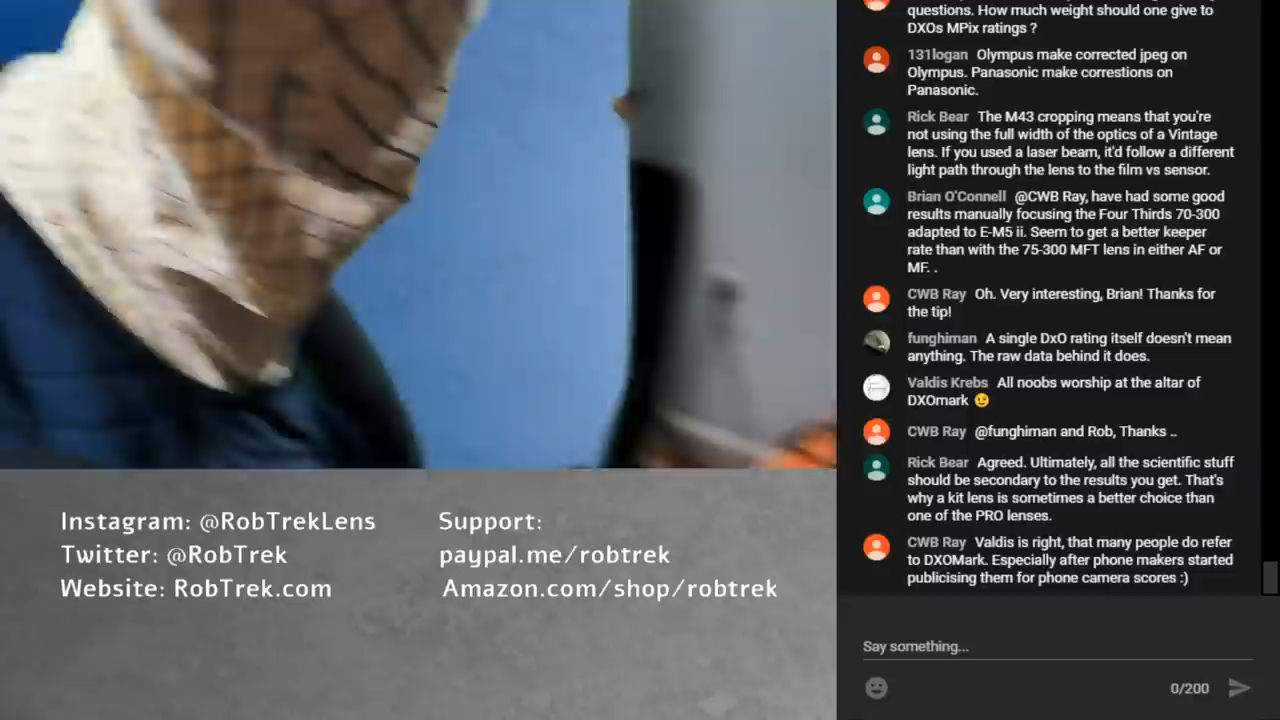 Instagram: @RobTrekLens
Twitter: @RobTrek
Website: RobTrek.com
Support:
paypal.me/robtrek
Amazon.com/shop/robtrek
questions. How much weight should one give to
DXOs MPix ratings ?
131logan Olympus make corrected jpeg on
Olympus. Panasonic make correstions on
Panasonic.
Rick Bear The M43 cropping means that you're
not using the full width of the optics of a Vintage
lens. If you used a laser beam, it'd follow a different
light path through the lens to the film vs sensor.
Brian O'Connell @CWB Ray, have had some good
results manually focusing the Four Thirds 70-300
adapted to E-M5 ii. Seem to get a better keeper
rate than with the 75-300 MFT lens in either AF or
MF. .
CWB Ray Oh. Very interesting, Brian! Thanks for
the tip!
funghiman A single DxO rating itself doesn't mean
anything. The raw data behind it does.
Valdis Krebs All noobs worship at the altar of
DXOmark 😉
CWB Ray @funghiman and Rob, Thanks ..
Rick Bear Agreed. Ultimately, all the scientific stuff
should be secondary to the results you get. That's
why a kit lens is sometimes a better choice than
one of the PRO lenses.
CWB Ray Valdis is right, that many people do refer
to DXOMark. Especially after phone makers started
publicising them for phone camera scores :)
Say something...
0/200